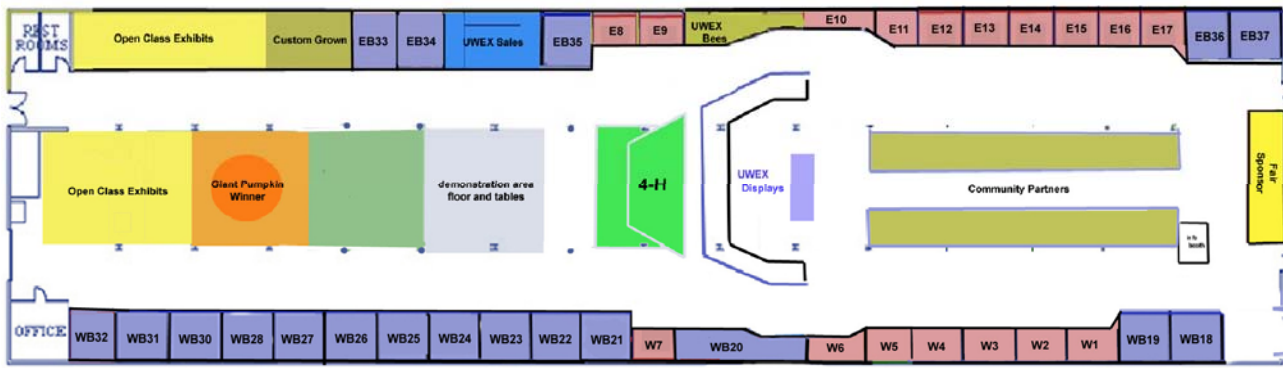 REST
ROOMS
Open Class Exhibits
Custom Grown
EB33
EB34
UWEX Sales
EB35
E8
E9
UWEX
Bees
E10
E11
E12
E13
E14
E15
E16
E17
EB36
EB37
Open Class Exhibits
Giant Pumpkin
Winner
demonstration area
floor and tables
4-H
UWEX
Displays
Community Partners
Fair
Sponsor
OFFICE
WB32
WB31
WB30
WB28
WB27
WB26
WB25
WB24
WB23
WB22
WB21
W7
WB20
W6
W5
W4
W3
W2
W1
WB19
WB18